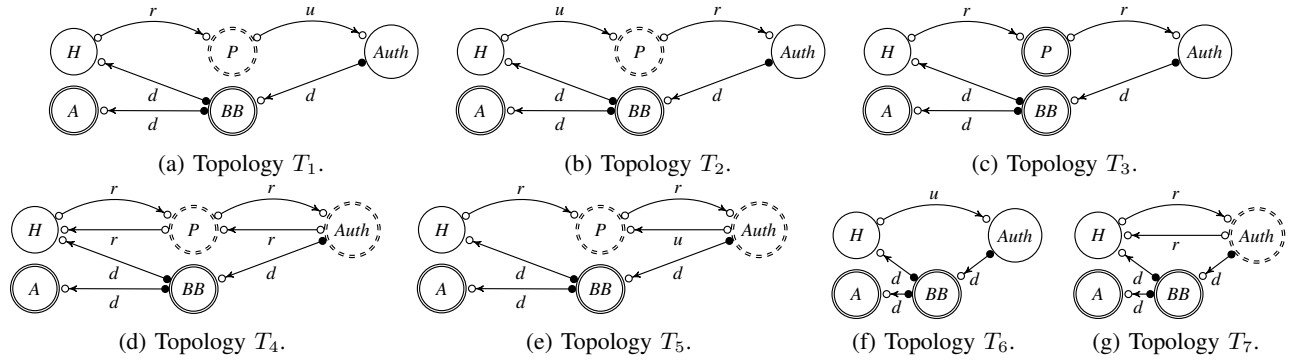 r u
H P Auth
d
A BB
d
(a) Topology T1.
u r
H P Auth
d
A BB
d
(b) Topology T2.
r r
H P Auth
d d
A BB
d
(c) Topology T3.
r r
H P Auth
r r
d d
A BB
d
(d) Topology T4.
r r
H P Auth
u
d d
A BB
d
(e) Topology T5.
u
H Auth
d d
A BB
d
(f) Topology T6.
r
H Auth
r
d d
A BB
d
(g) Topology T7.